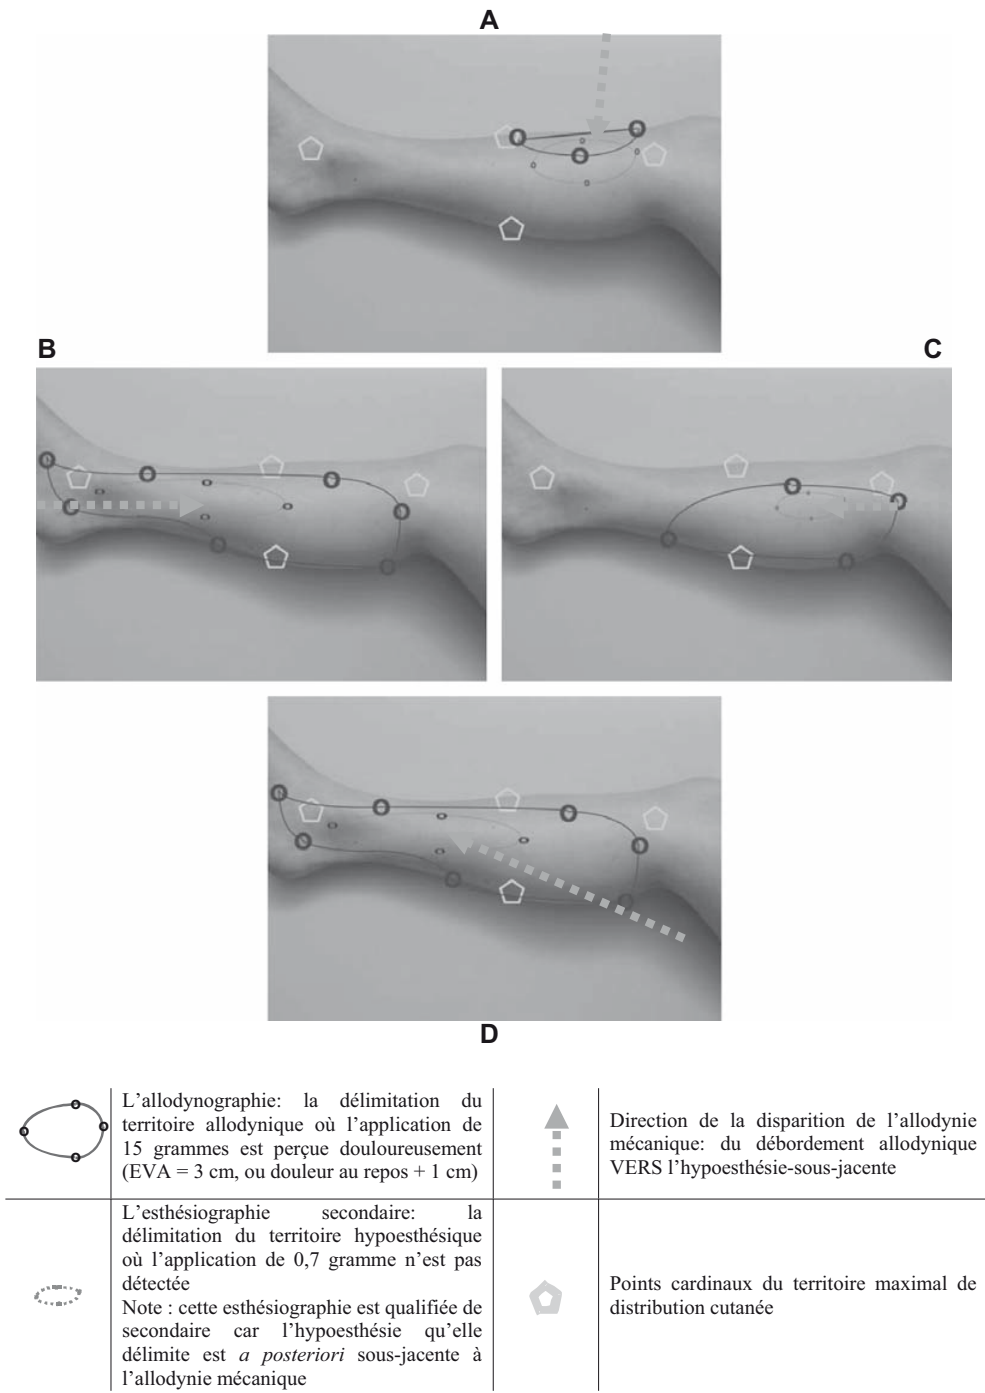 A
B
C
D
L'allodynographie: la délimitation du
territoire allodynique où l'application de
15 grammes est perçue douloureusement
(EVA = 3 cm, ou douleur au repos + 1 cm)
Direction de la disparition de l'allodynie
mécanique: du débordement allodynique
VERS l'hypoesthésie-sous-jacente
L'esthésiographie secondaire: la
délimitation du territoire hypoesthésique
où l'application de 0,7 gramme n'est pas
détectée
Note : cette esthésiographie est qualifiée de
secondaire car l'hypoesthésie qu'elle
délimite est a posteriori sous-jacente à
l'allodynie mécanique
Points cardinaux du territoire maximal de
distribution cutanée